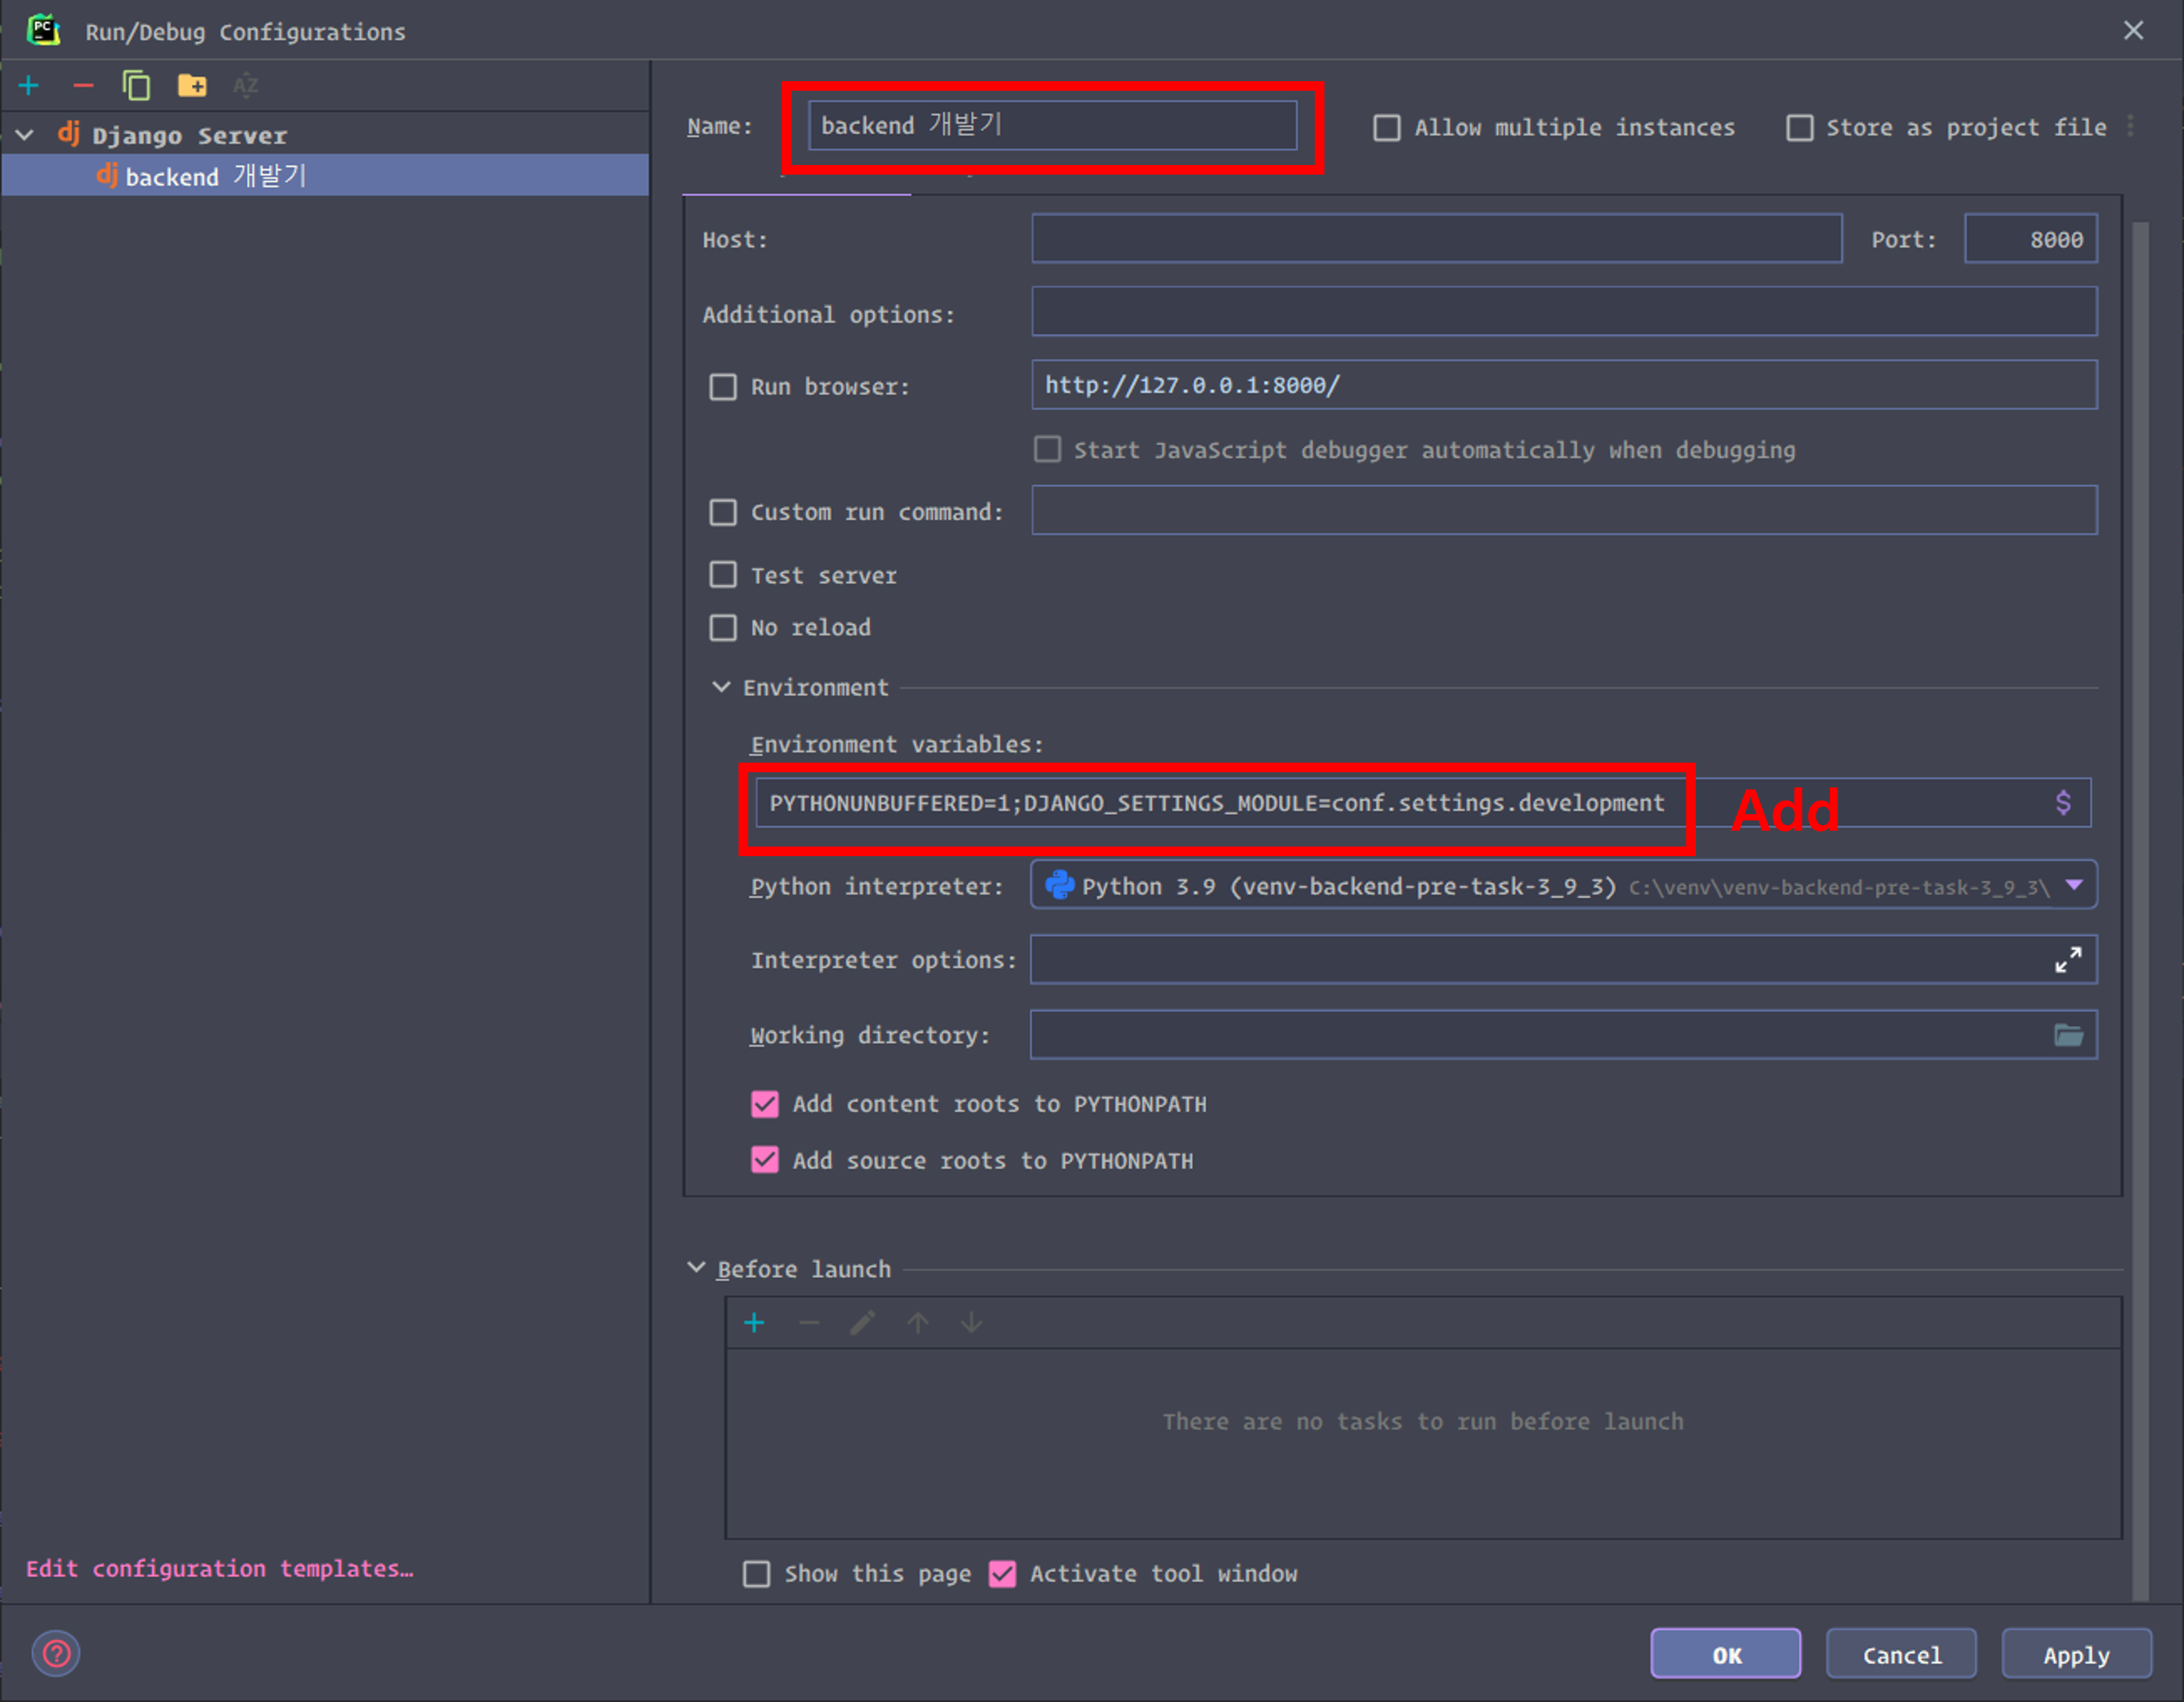 PC
Run/Debug Configurations
AZ
dj Django Server
dj backend 개발기
Name: backend 개발기
Allow multiple instances
Store as project file
Host:
Port: 8000
Additional options:
Run browser: http://127.0.0.1:8000/
Start JavaScript debugger automatically when debugging
Custom run command:
Test server
No reload
Environment
Environment variables:
PYTHONUNBUFFERED=1;DJANGO_SETTINGS_MODULE=conf.settings.development $
Add
Python interpreter: Python 3.9 (venv-backend-pre-task-3_9_3) C:\venv\venv-backend-pre-task-3_9_3\
Interpreter options:
Working directory:
Add content roots to PYTHONPATH
Add source roots to PYTHONPATH
Before launch
There are no tasks to run before launch
Edit configuration templates…
Show this page Activate tool window
?
OK Cancel Apply